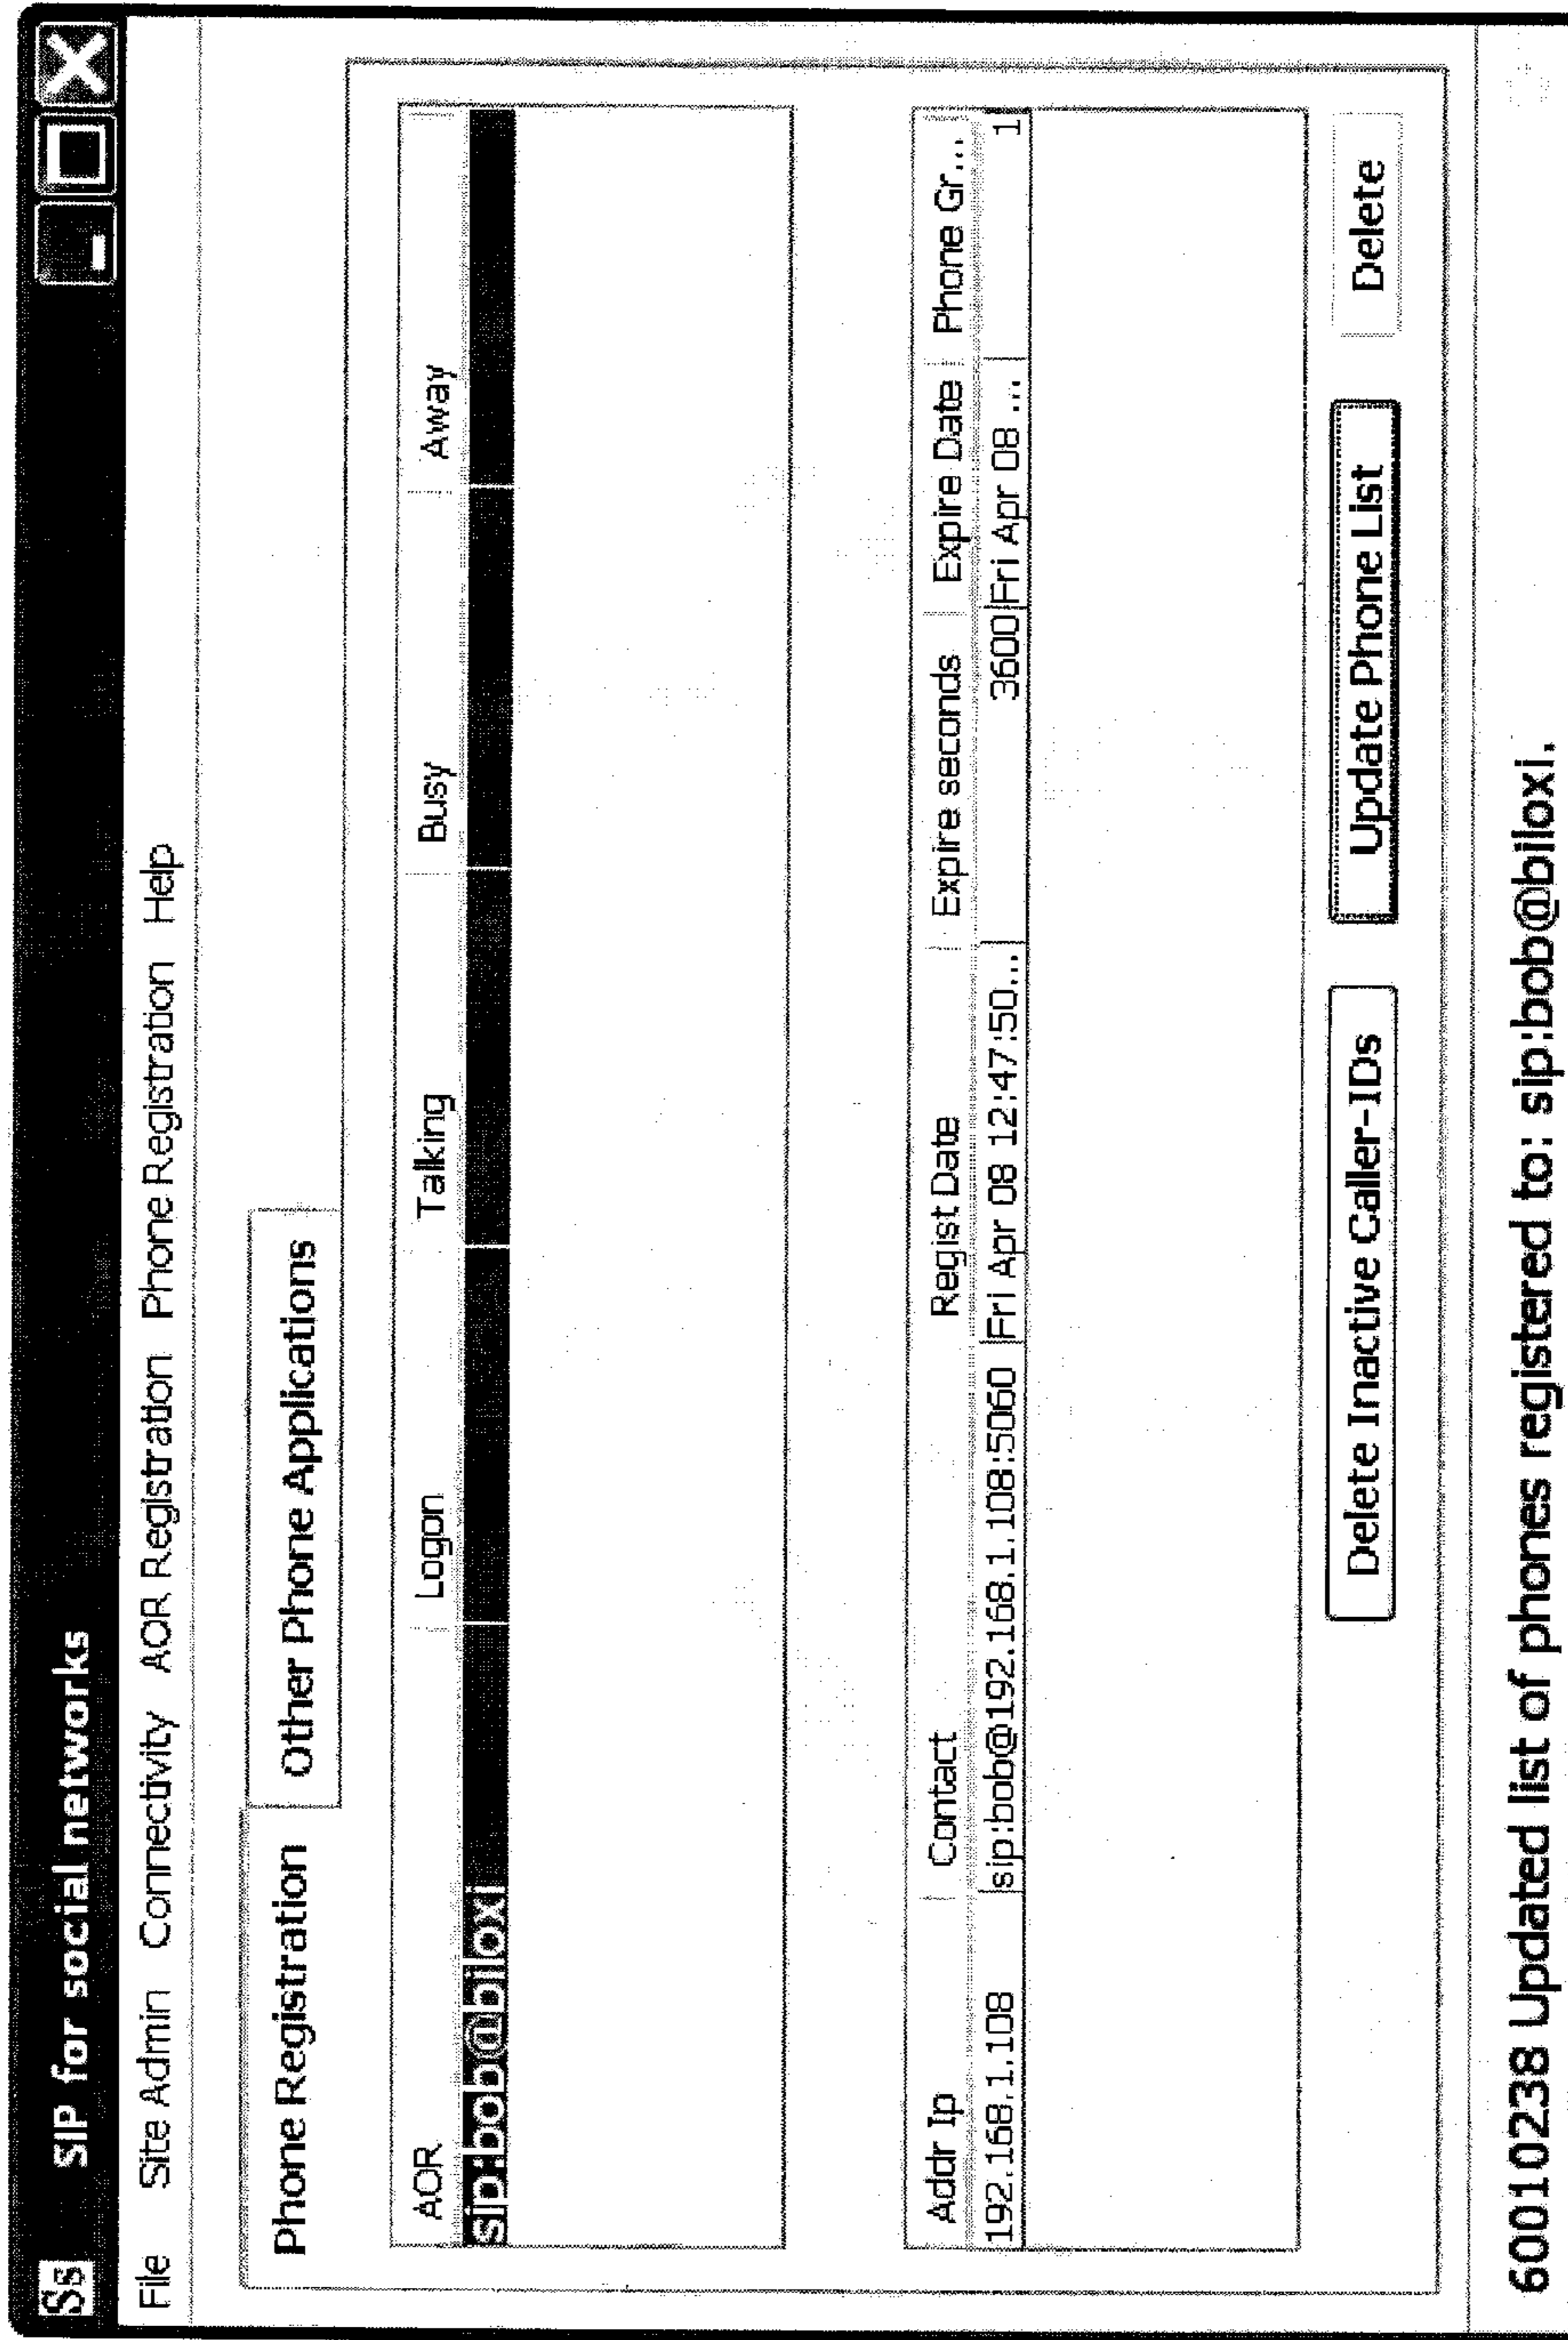 Ss SIP for social networks
File Site Admin Connectivity AOR Registration Phone Registration Help
Phone Registration Other Phone Applications
AOR Logon Talking Busy Away
sip:bob@biloxi
Addr Ip Contact Regist Date Expire seconds Expire Date Phone Gr...
192.168.1.108 sip:bob@192.168.1.108:5060 Fri Apr 08 12:47:50... 3600 Fri Apr 08 ... 1
Delete Inactive Caller-IDs Update Phone List Delete
60010238 Updated list of phones registered to: sip:bob@biloxi.